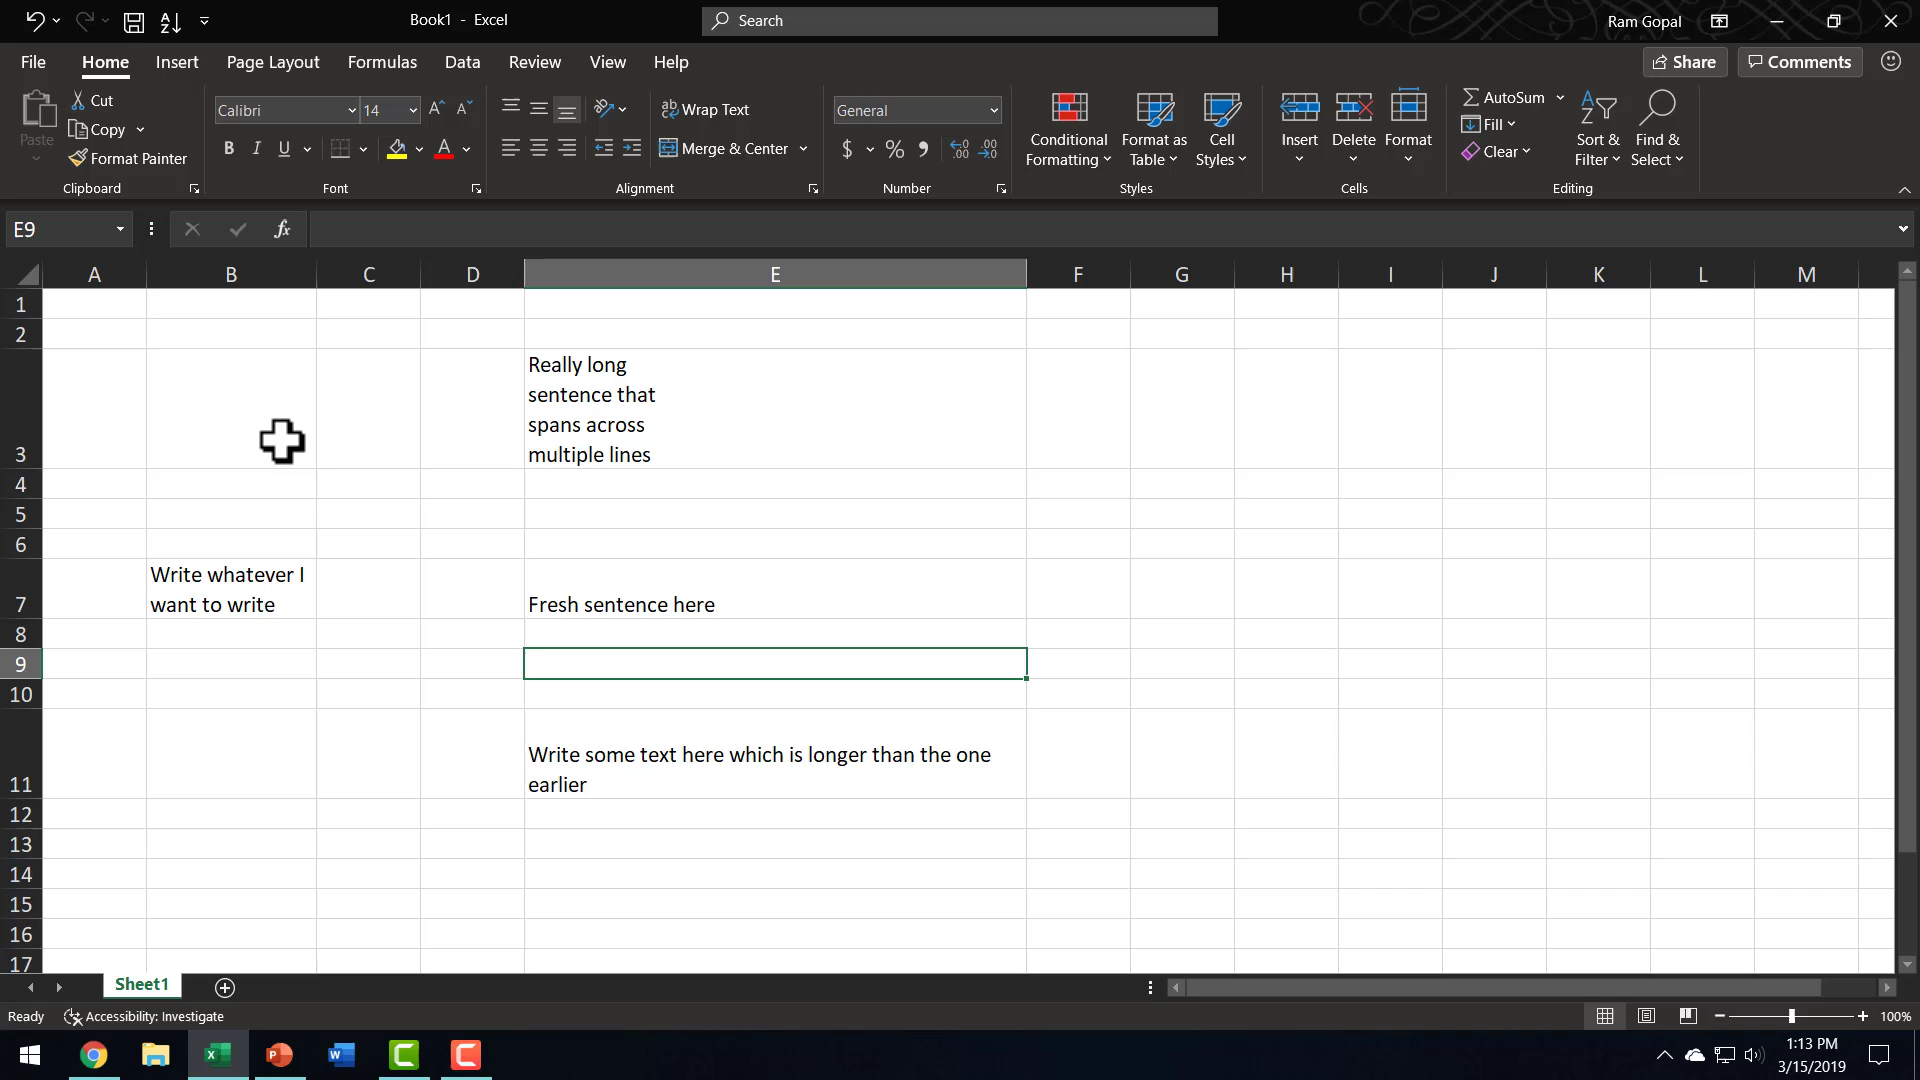 Book1 - Excel
Search
Ram Gopal
File Home Insert Page Layout Formulas Data Review View Help
Share Comments
Paste
Cut
Copy
Format Painter
Clipboard
Calibri 14
B I U A
Font
Wrap Text
Merge & Center
Alignment
General
$ % 9
Number
Conditional Formatting
Format as Table
Cell Styles
Styles
Insert Delete Format
Cells
AutoSum
Fill
Clear
Sort & Filter
Find & Select
Editing
E9
fx
A B C D E F G H I J K L M
1
2
3
Really long
sentence that
spans across
multiple lines
4
5
6
7
Write whatever I
want to write
Fresh sentence here
8
9
10
11
Write some text here which is longer than the one
earlier
12
13
14
15
16
17
Sheet1
Ready Accessibility: Investigate
100%
1:13 PM
3/15/2019